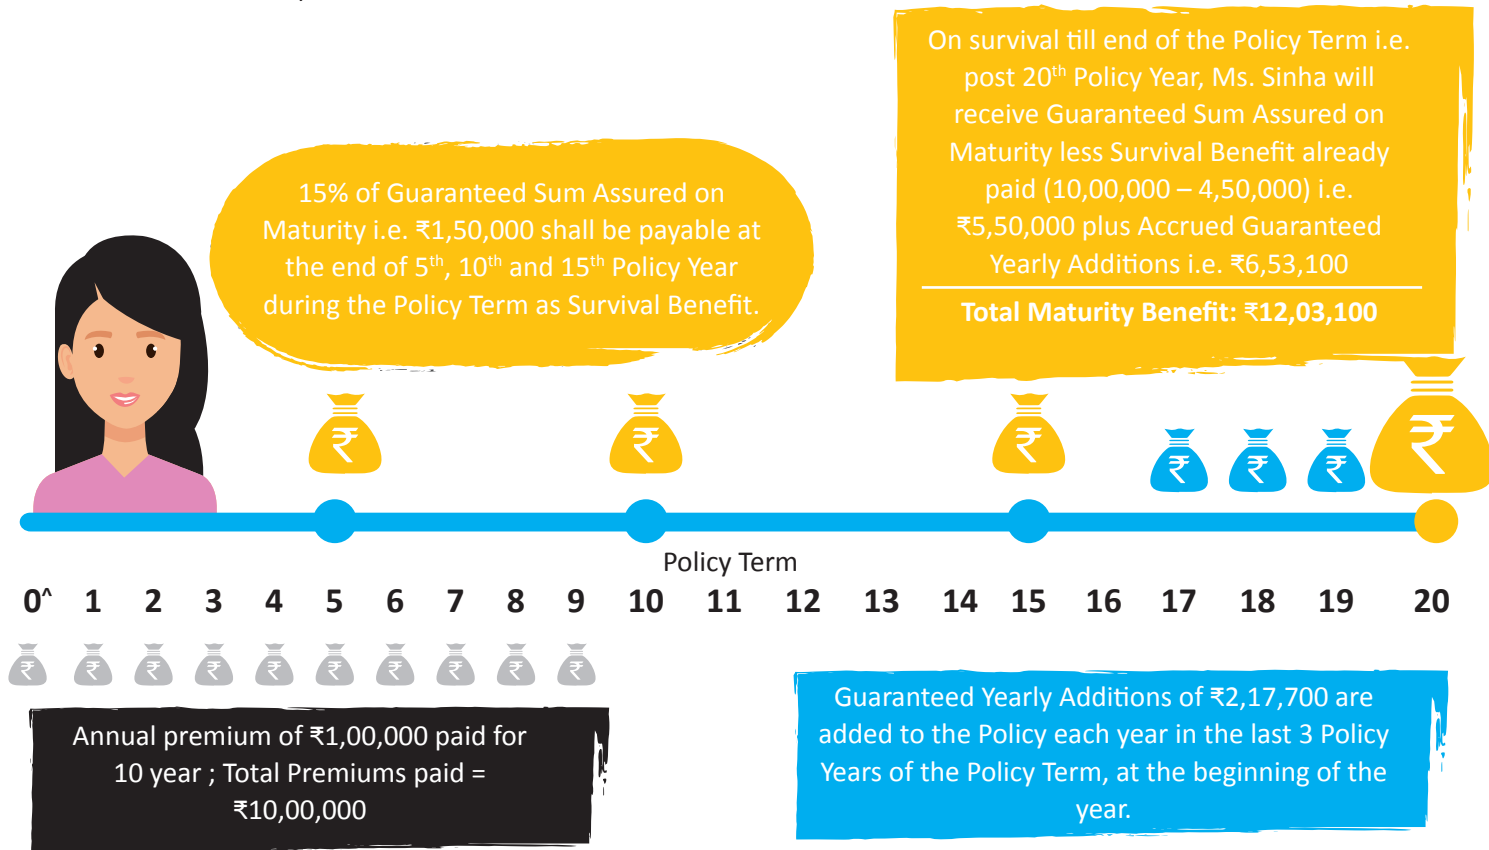 On survival till end of the Policy Term i.e.
post 20th Policy Year, Ms. Sinha will
receive Guaranteed Sum Assured on
Maturity less Survival Benefit already
paid (10,00,000 – 4,50,000) i.e.
₹5,50,000 plus Accrued Guaranteed
Yearly Additions i.e. ₹6,53,100
Total Maturity Benefit: ₹12,03,100
15% of Guaranteed Sum Assured on
Maturity i.e. ₹1,50,000 shall be payable at
the end of 5th, 10th and 15th Policy Year
during the Policy Term as Survival Benefit.
₹ ₹ ₹ ₹ ₹ ₹ ₹
Policy Term
0^ 1 2 3 4 5 6 7 8 9 10 11 12 13 14 15 16 17 18 19 20
₹ ₹ ₹ ₹ ₹ ₹ ₹ ₹ ₹ ₹
Annual premium of ₹1,00,000 paid for
10 year ; Total Premiums paid =
₹10,00,000
Guaranteed Yearly Additions of ₹2,17,700 are
added to the Policy each year in the last 3 Policy
Years of the Policy Term, at the beginning of the
year.